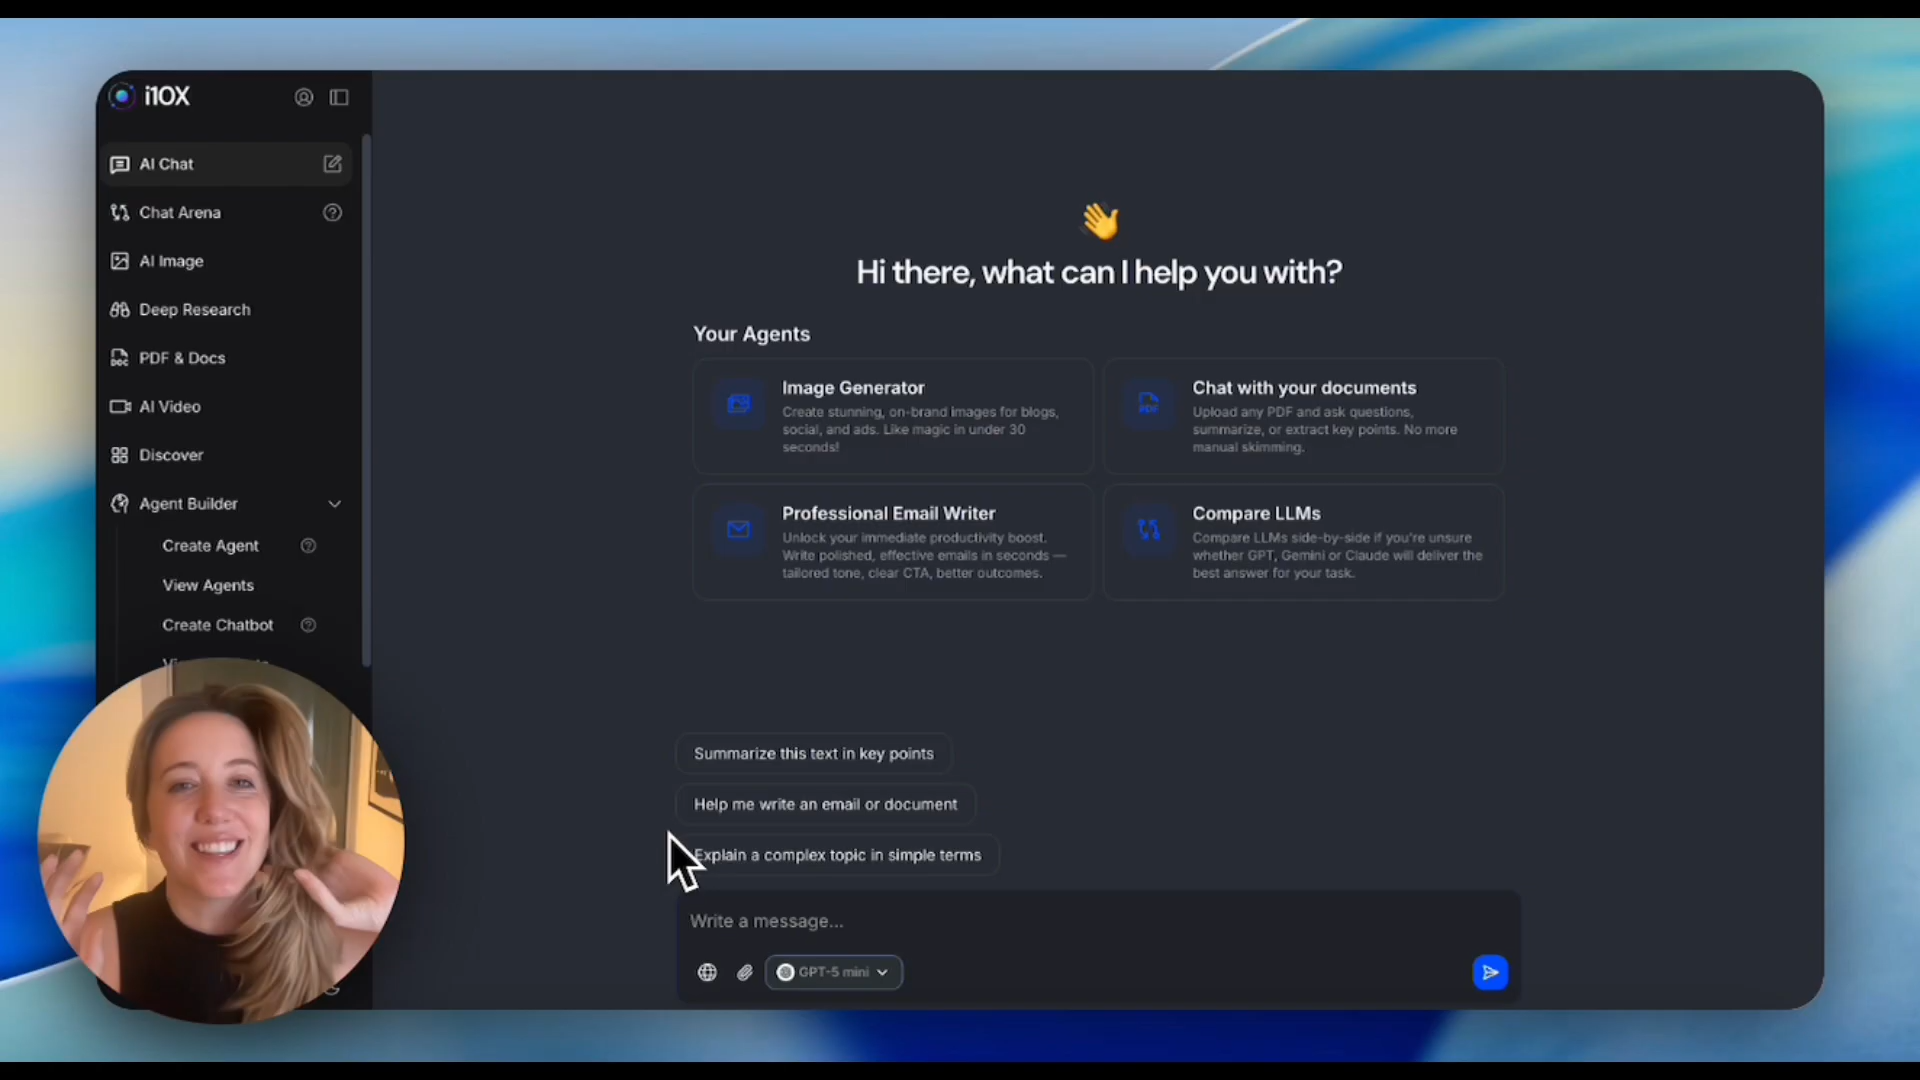 i10X
AI Chat
Chat Arena
AI Image
Deep Research
PDF & Docs
AI Video
Discover
Agent Builder
Create Agent
View Agents
Create Chatbot
Hi there, what can I help you with?
Your Agents
Image Generator
Create stunning, on-brand images for blogs,
social, and ads. Like magic in under 30
seconds!
Chat with your documents
Upload any PDF and ask questions,
summarize, or extract key points. No more
manual skimming.
Professional Email Writer
Unlock your immediate productivity boost.
Write polished, effective emails in seconds —
tailored tone, clear CTA, better outcomes.
Compare LLMs
Compare LLMs side-by-side if you're unsure
whether GPT, Gemini or Claude will deliver the
best answer for your task.
Summarize this text in key points
Help me write an email or document
Explain a complex topic in simple terms
Write a message...
GPT-5 mini